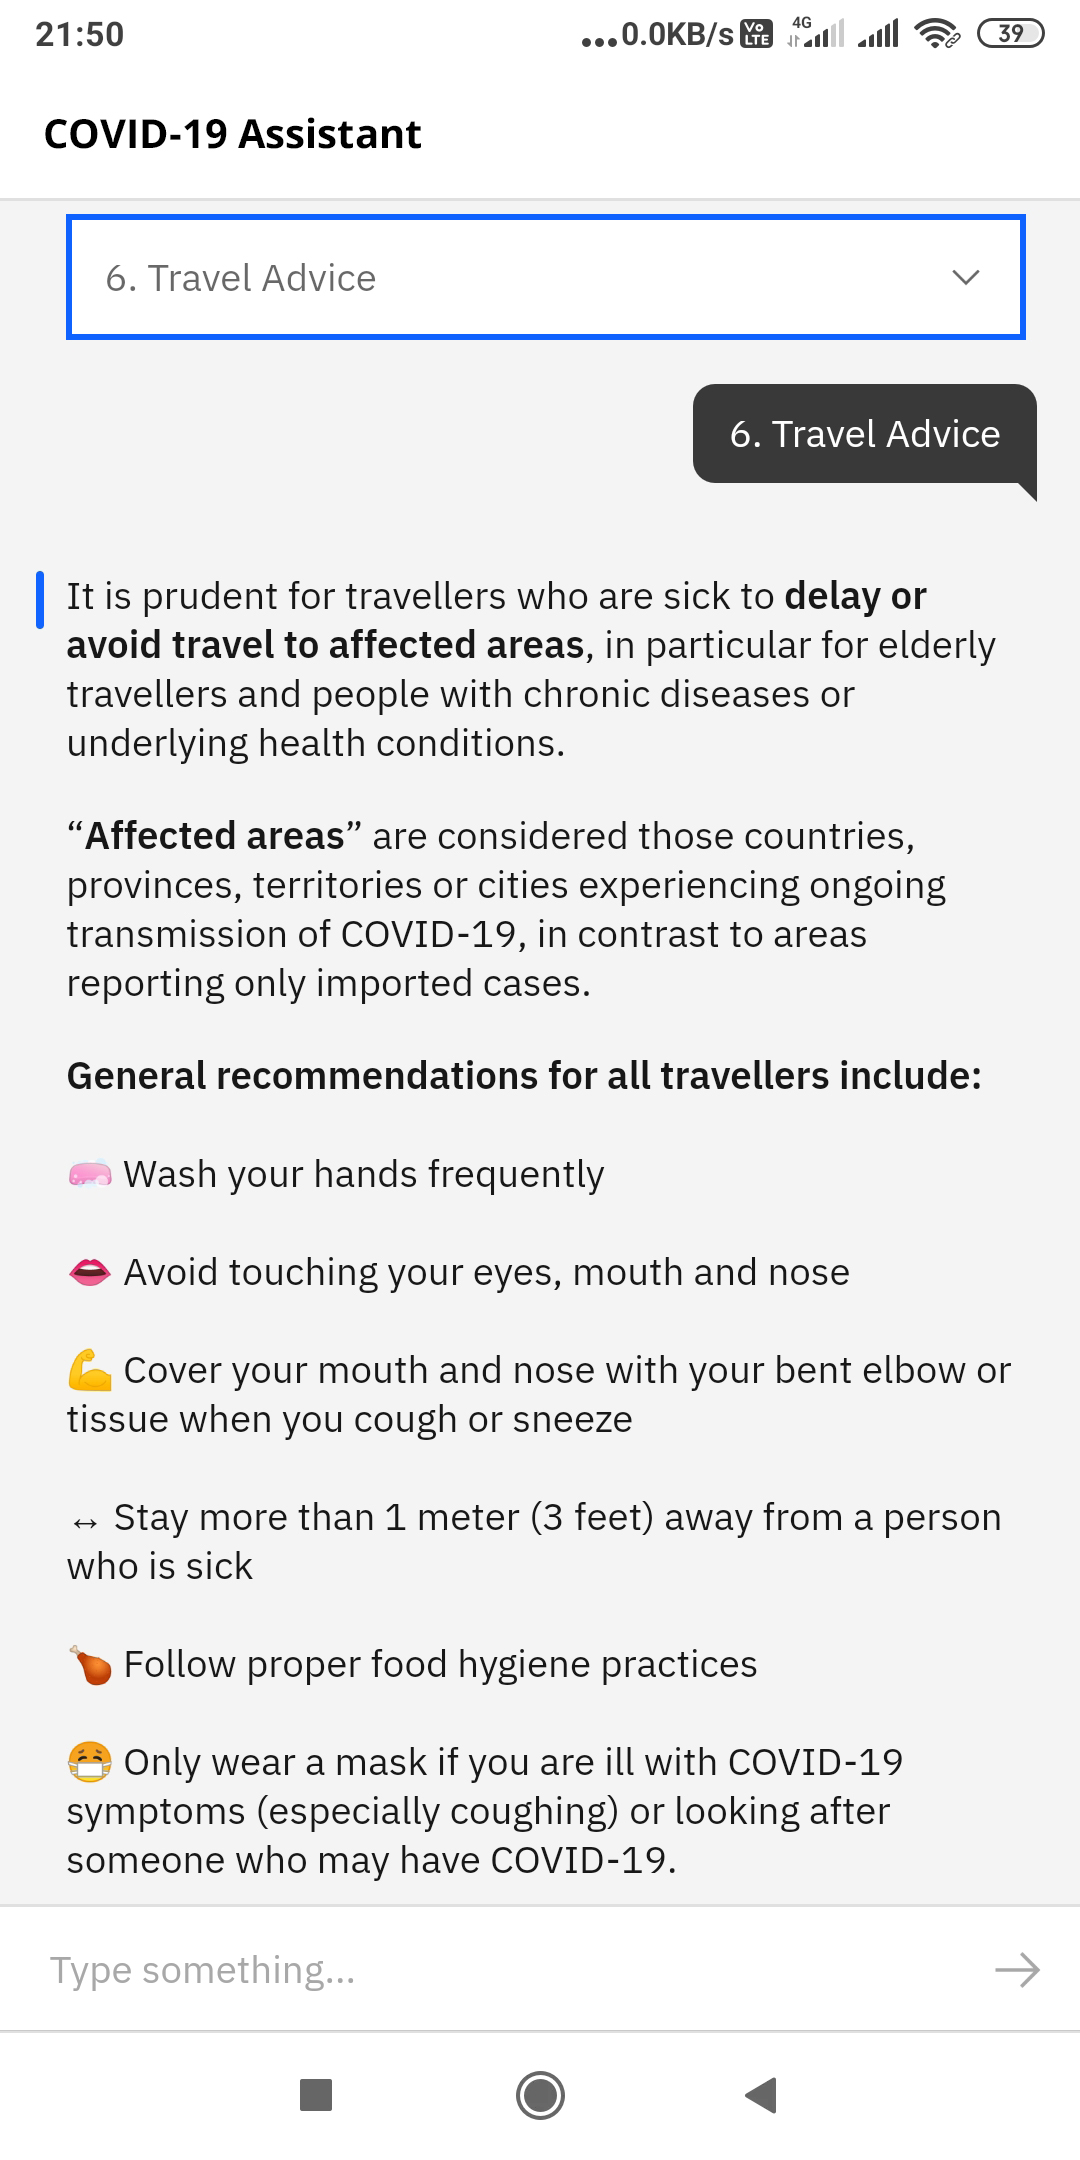 21:50
...0.0KB/s Vo LTE 4G 39
COVID-19 Assistant
6. Travel Advice
6. Travel Advice
It is prudent for travellers who are sick to delay or
avoid travel to affected areas, in particular for elderly
travellers and people with chronic diseases or
underlying health conditions.
“Affected areas” are considered those countries,
provinces, territories or cities experiencing ongoing
transmission of COVID-19, in contrast to areas
reporting only imported cases.
General recommendations for all travellers include:
🧼 Wash your hands frequently
👄 Avoid touching your eyes, mouth and nose
💪 Cover your mouth and nose with your bent elbow or
tissue when you cough or sneeze
↔ Stay more than 1 meter (3 feet) away from a person
who is sick
🍗 Follow proper food hygiene practices
😷 Only wear a mask if you are ill with COVID-19
symptoms (especially coughing) or looking after
someone who may have COVID-19.
Type something...